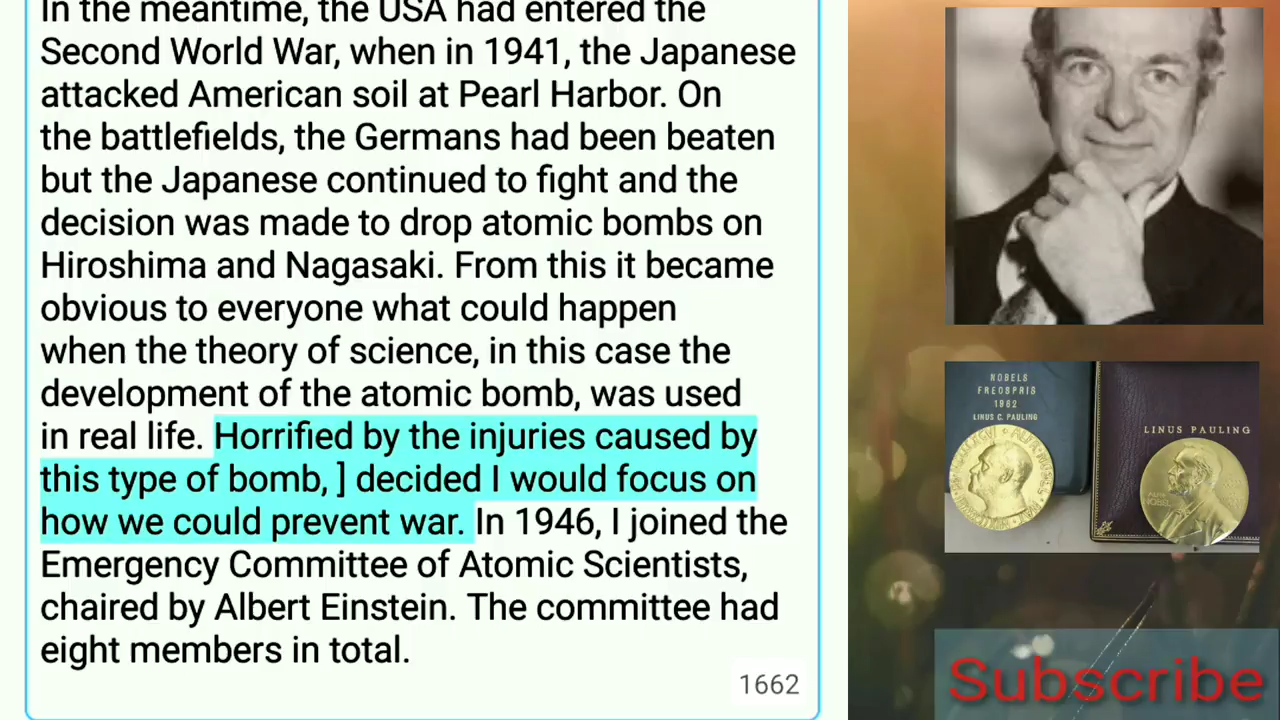 In the meantime, the USA had entered the
Second World War, when in 1941, the Japanese
attacked American soil at Pearl Harbor. On
the battlefields, the Germans had been beaten
but the Japanese continued to fight and the
decision was made to drop atomic bombs on
Hiroshima and Nagasaki. From this it became
obvious to everyone what could happen
when the theory of science, in this case the
development of the atomic bomb, was used
in real life. Horrified by the injuries caused by
this type of bomb, ] decided I would focus on
how we could prevent war. In 1946, I joined the
Emergency Committee of Atomic Scientists,
chaired by Albert Einstein. The committee had
eight members in total.
1662
NOBELS
FREDSPRIS
1962
LINUS C. PAULING
LINUS PAULING
Subscribe